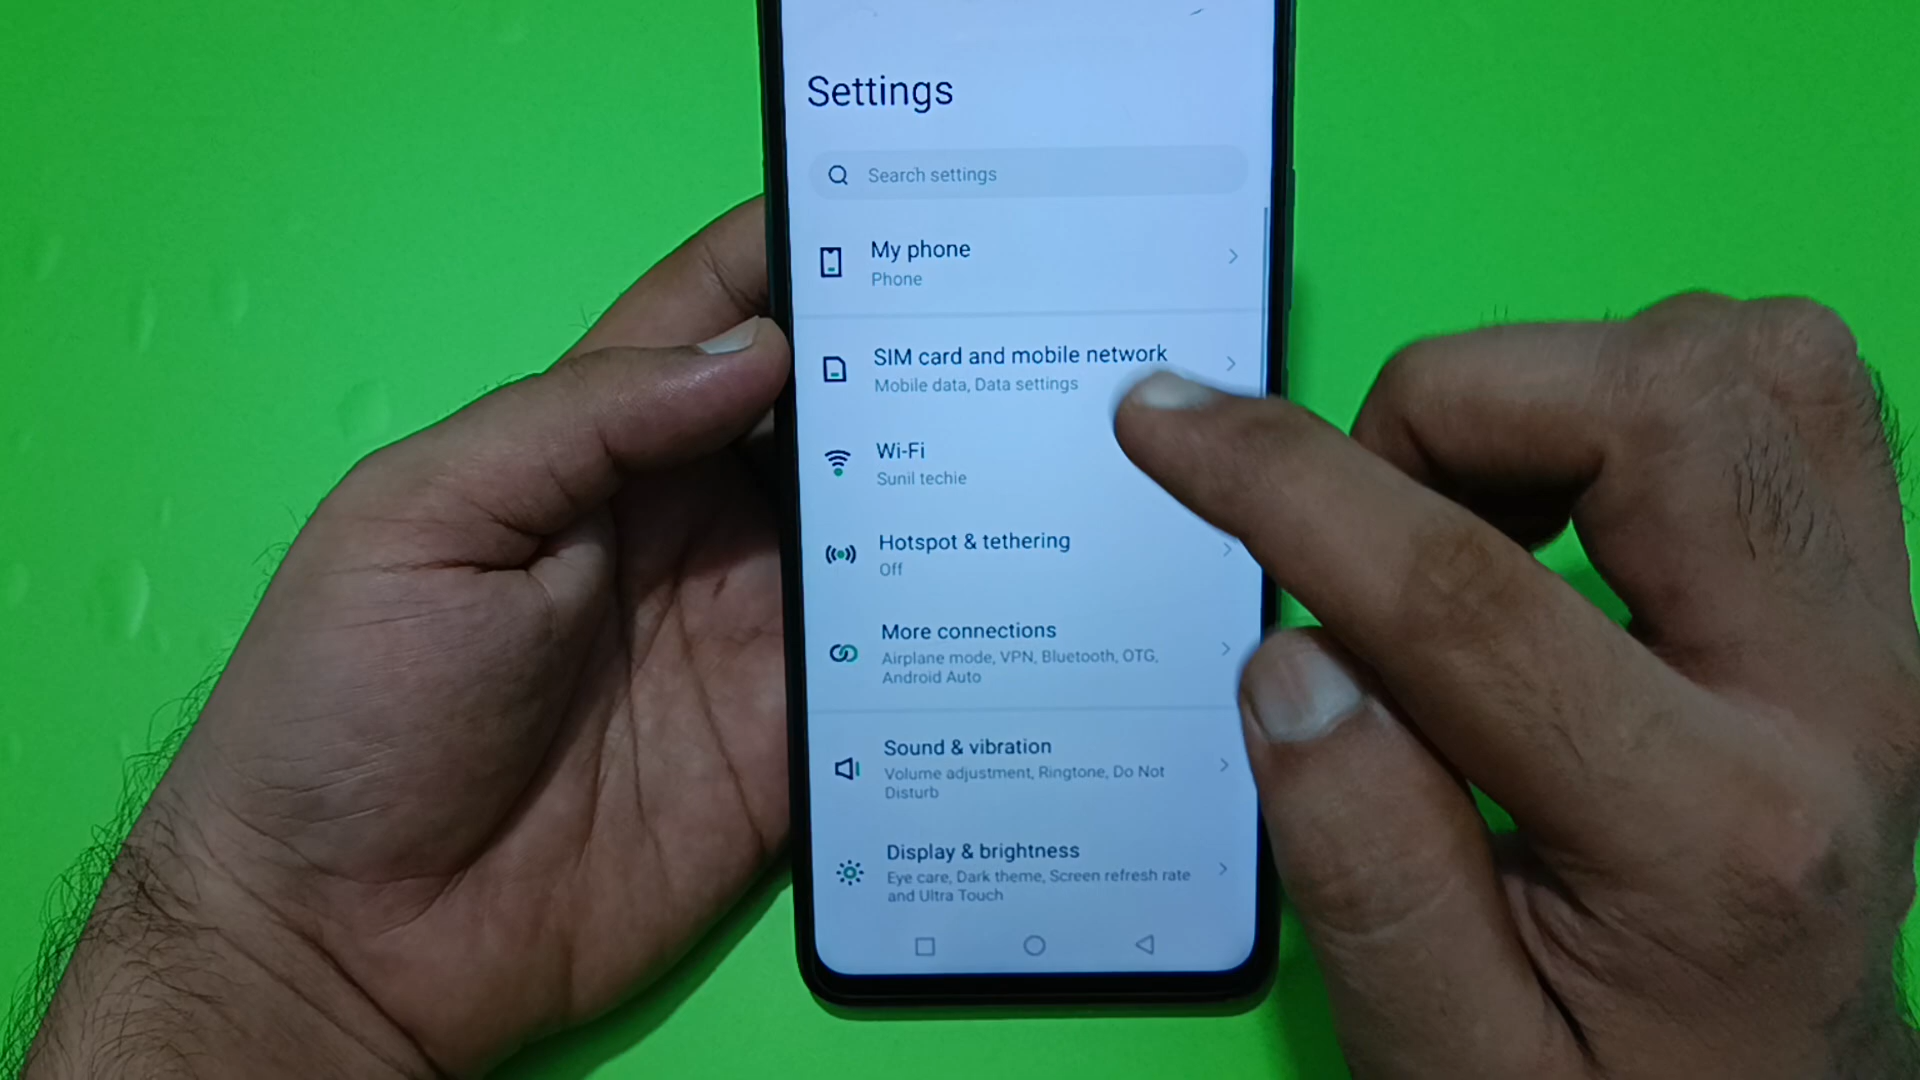 Settings
Search settings
My phone
Phone
SIM card and mobile network
Mobile data, Data settings
Wi-Fi
Sunil techie
Hotspot & tethering
Off
More connections
Airplane mode, VPN, Bluetooth, OTG,
Android Auto
Sound & vibration
Volume adjustment, Ringtone, Do Not
Disturb
Display & brightness
Eye care, Dark theme, Screen refresh rate
and Ultra Touch